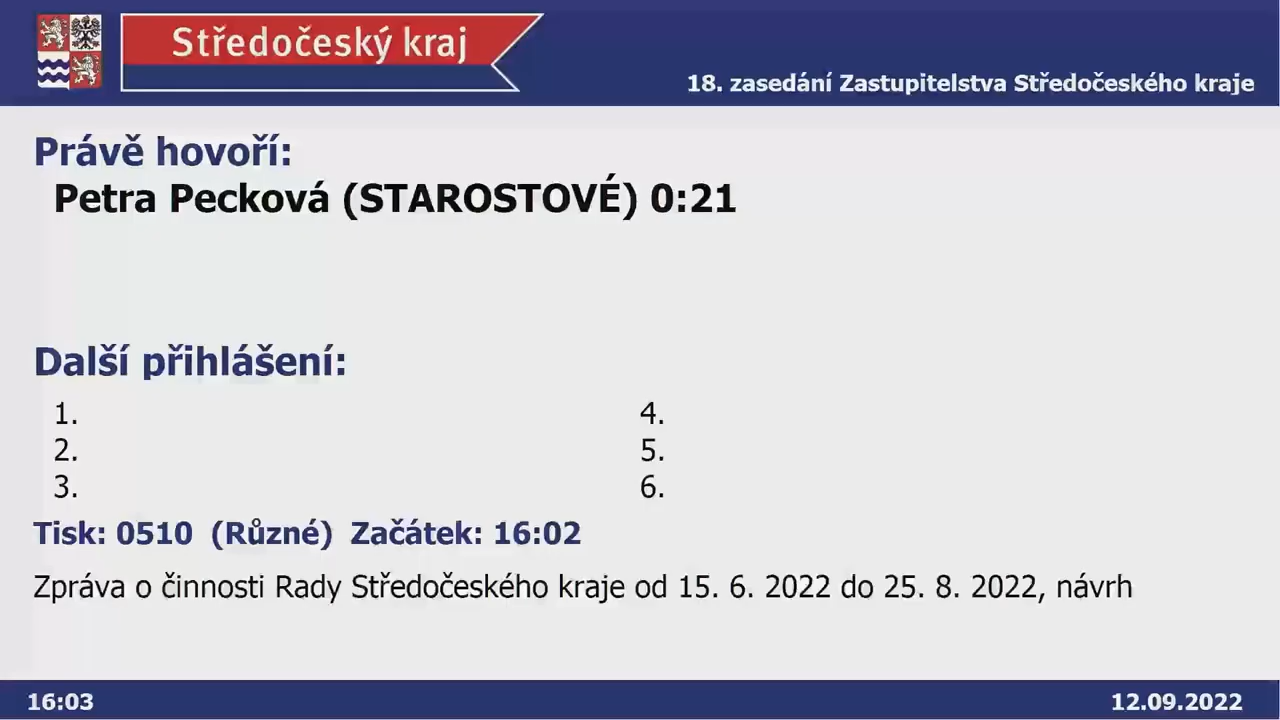 Středočeský kraj
18. zasedání Zastupitelstva Středočeského kraje
Právě hovoří:
Petra Pecková (STAROSTOVÉ) 0:21
Další přihlášení:
1.
2.
3.
4.
5.
6.
Tisk: 0510 (Různé) Začátek: 16:02
Zpráva o činnosti Rady Středočeského kraje od 15. 6. 2022 do 25. 8. 2022, návrh
16:03
12.09.2022